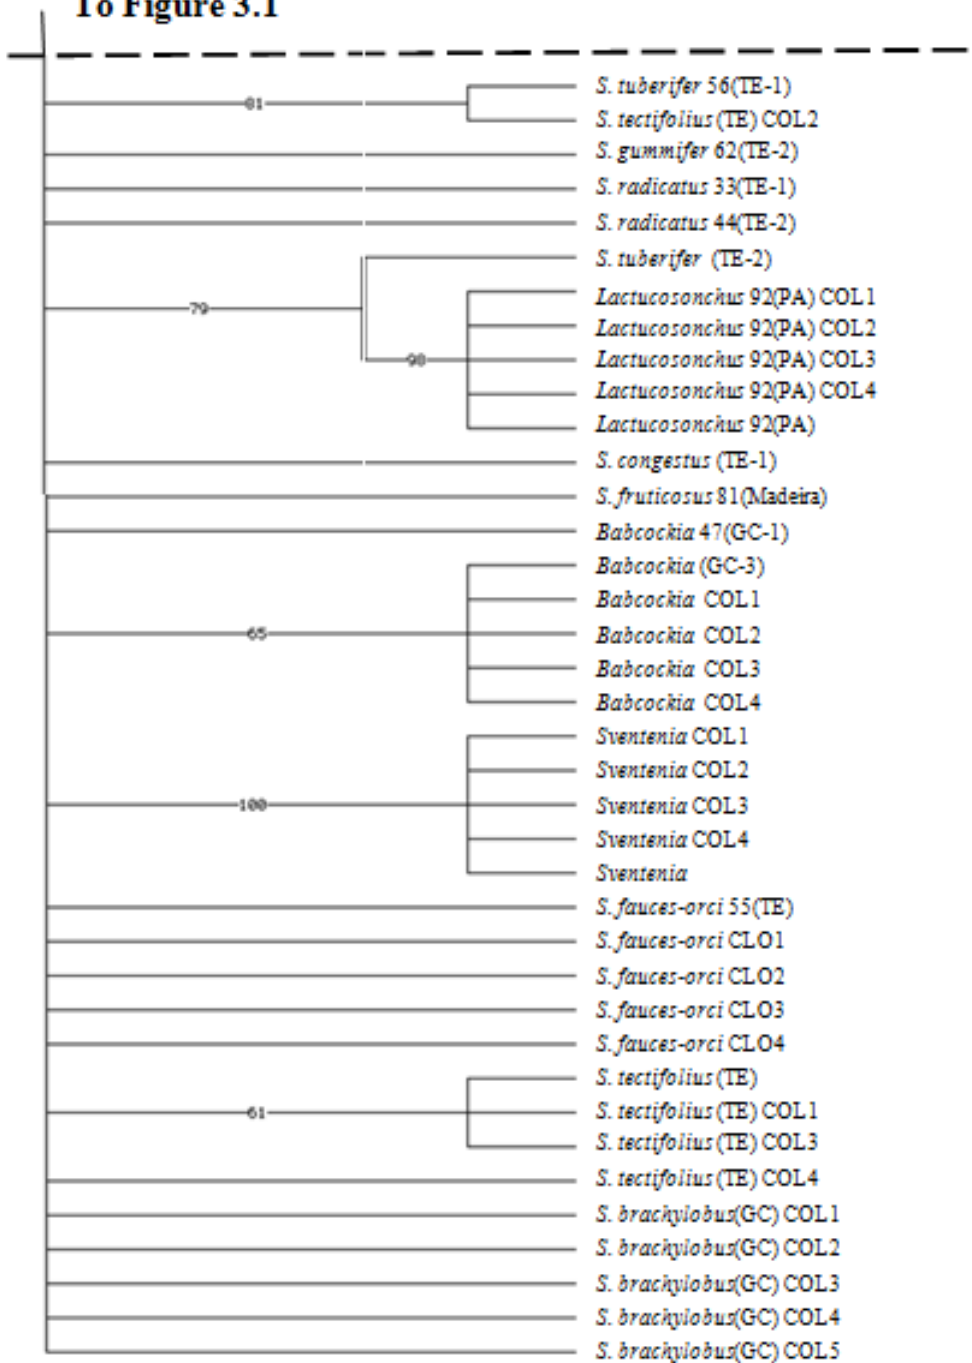 To Figure 3.1
S. tuberifer 56(TE-1)
81
S. tectifolius (TE) COL2
S. gummifer 62(TE-2)
S. radicatus 33(TE-1)
S. radicatus 44(TE-2)
S. tuberifer (TE-2)
Lactucosonchus 92(PA) COL1
79
Lactucosonchus 92(PA) COL2
98
Lactucosonchus 92(PA) COL3
Lactucosonchus 92(PA) COL4
Lactucosonchus 92(PA)
S. congestus (TE-1)
S. fruticosus 81(Madeira)
Babcockia 47(GC-1)
Babcockia (GC-3)
Babcockia COL1
65
Babcockia COL2
Babcockia COL3
Babcockia COL4
Sventenia COL1
Sventenia COL2
100
Sventenia COL3
Sventenia COL4
Sventenia
S. fauces-orci 55(TE)
S. fauces-orci CLO1
S. fauces-orci CLO2
S. fauces-orci CLO3
S. fauces-orci CLO4
S. tectifolius (TE)
61
S. tectifolius (TE) COL1
S. tectifolius (TE) COL3
S. tectifolius (TE) COL4
S. brachylobus(GC) COL1
S. brachylobus(GC) COL2
S. brachylobus(GC) COL3
S. brachylobus(GC) COL4
S. brachylobus(GC) COL5